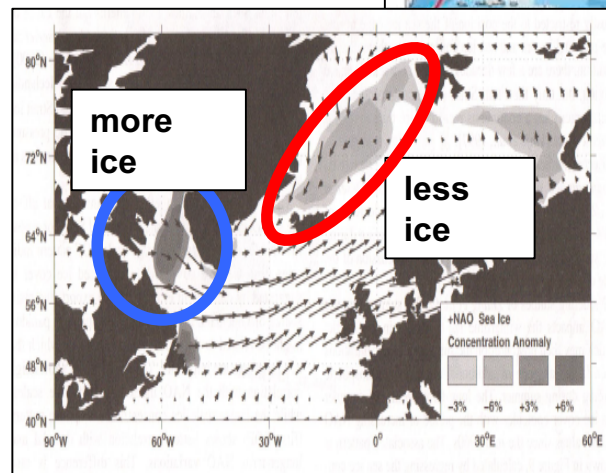 80°N
72°N
64°N
56°N
48°N
40°N
more
ice
less
ice
+NAO Sea Ice
Concentration Anomaly
−3% −6% +3% +6%
90°W 60°W 30°W 0°E 30°E 60°E